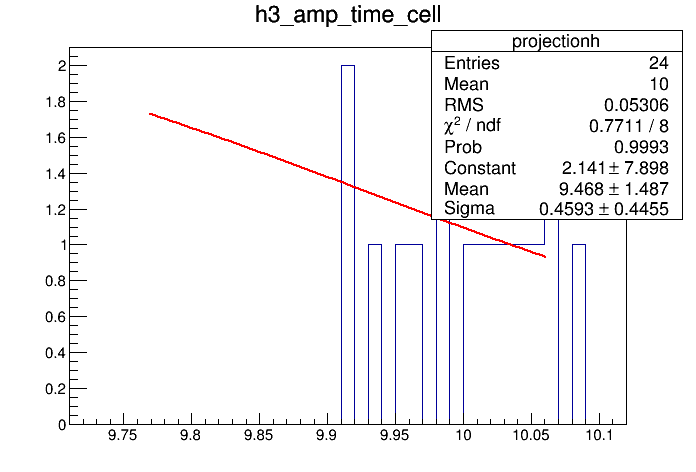 h3_amp_time_cell
projectionh
Entries 24
Mean 10
RMS 0.05306
χ² / ndf 0.7711 / 8
Prob 0.9993
Constant 2.141 ± 7.898
Mean 9.468 ± 1.487
Sigma 0.4593 ± 0.4455
2
1.8
1.6
1.4
1.2
1
0.8
0.6
0.4
0.2
0
9.75 9.8 9.85 9.9 9.95 10 10.05 10.1